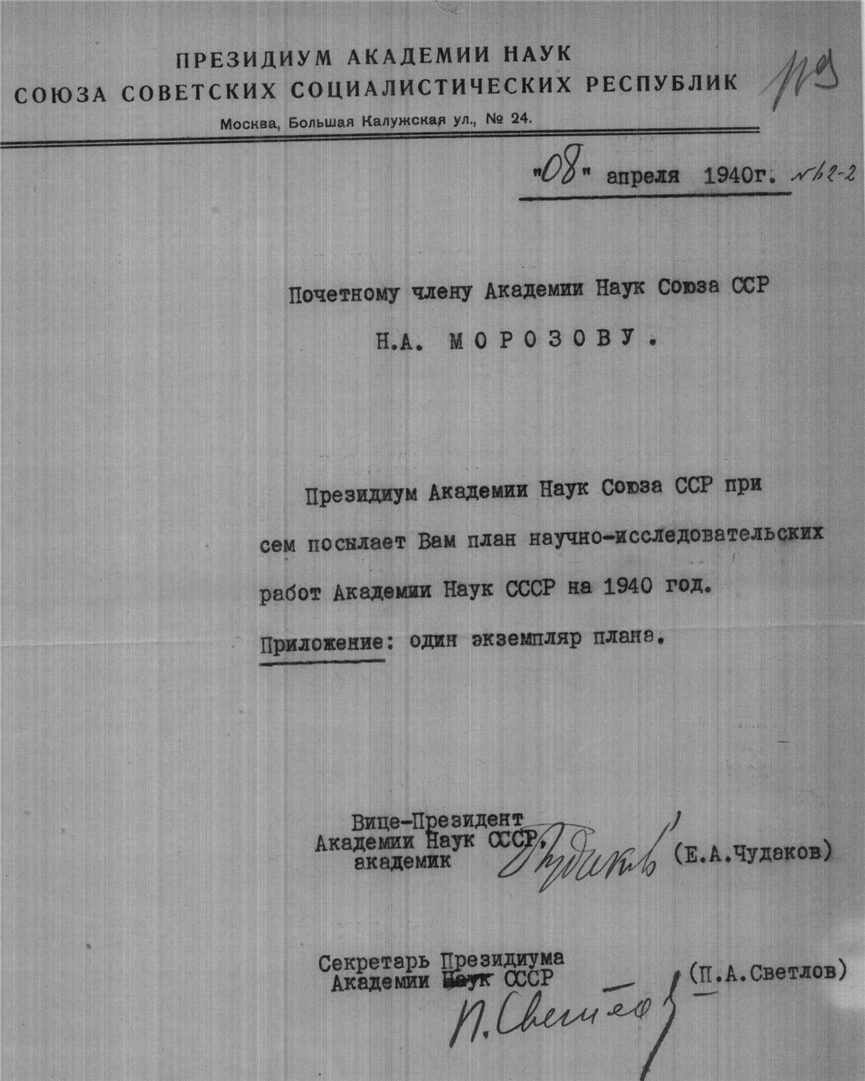 ПРЕЗИДИУМ АКАДЕМИИ НАУК
СОЮЗА СОВЕТСКИХ СОЦИАЛИСТИЧЕСКИХ РЕСПУБЛИК
Москва, Большая Калужская ул., № 24.
"08" апреля 1940г.
Почетному члену Академии Наук Союза ССР
Н.А. МОРОЗОВУ.
Президиум Академии Наук Союза ССР при
сем посылает Вам план научно-исследовательских
работ Академии Наук СССР на 1940 год.
Приложение: один экземпляр плана.
Вице-Президент
Академии Наук СССР.
академик
Чудаков (Е.А.Чудаков)
Секретарь Президиума
Академии Наук СССР (П.А.Светлов)
П. Светлов